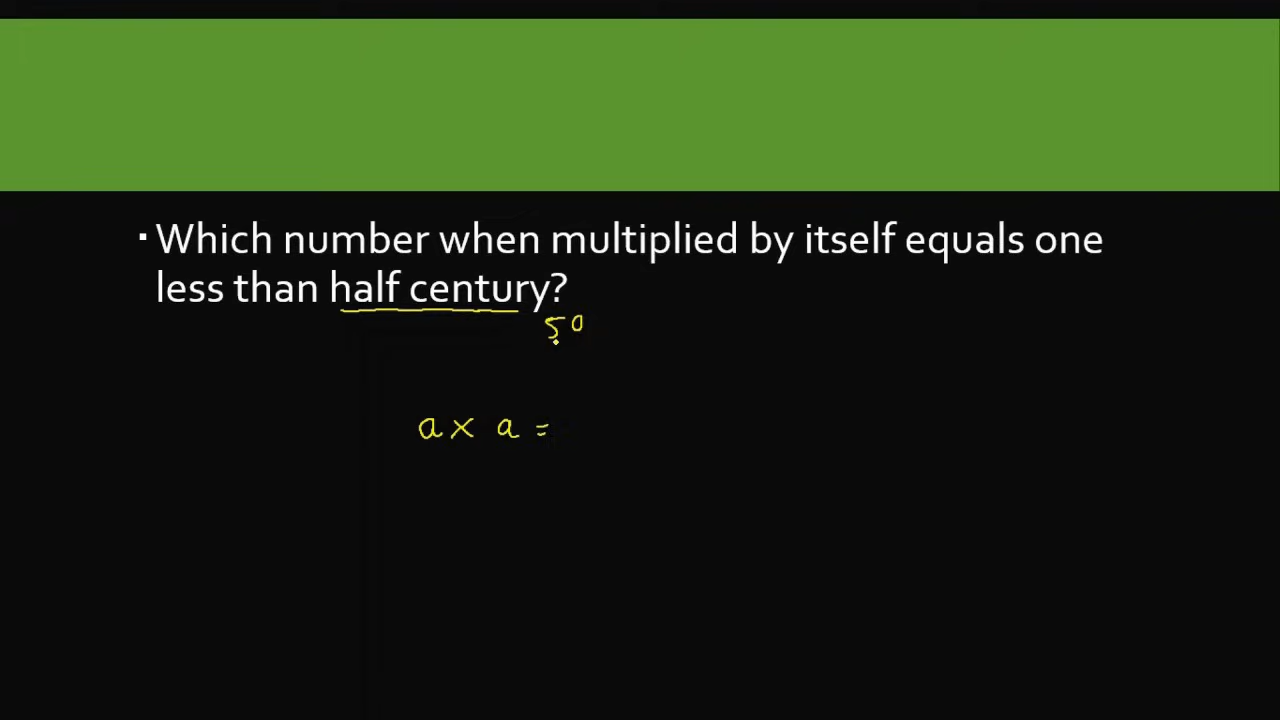 ▪ Which number when multiplied by itself equals one
less than half century?
50
a × a =